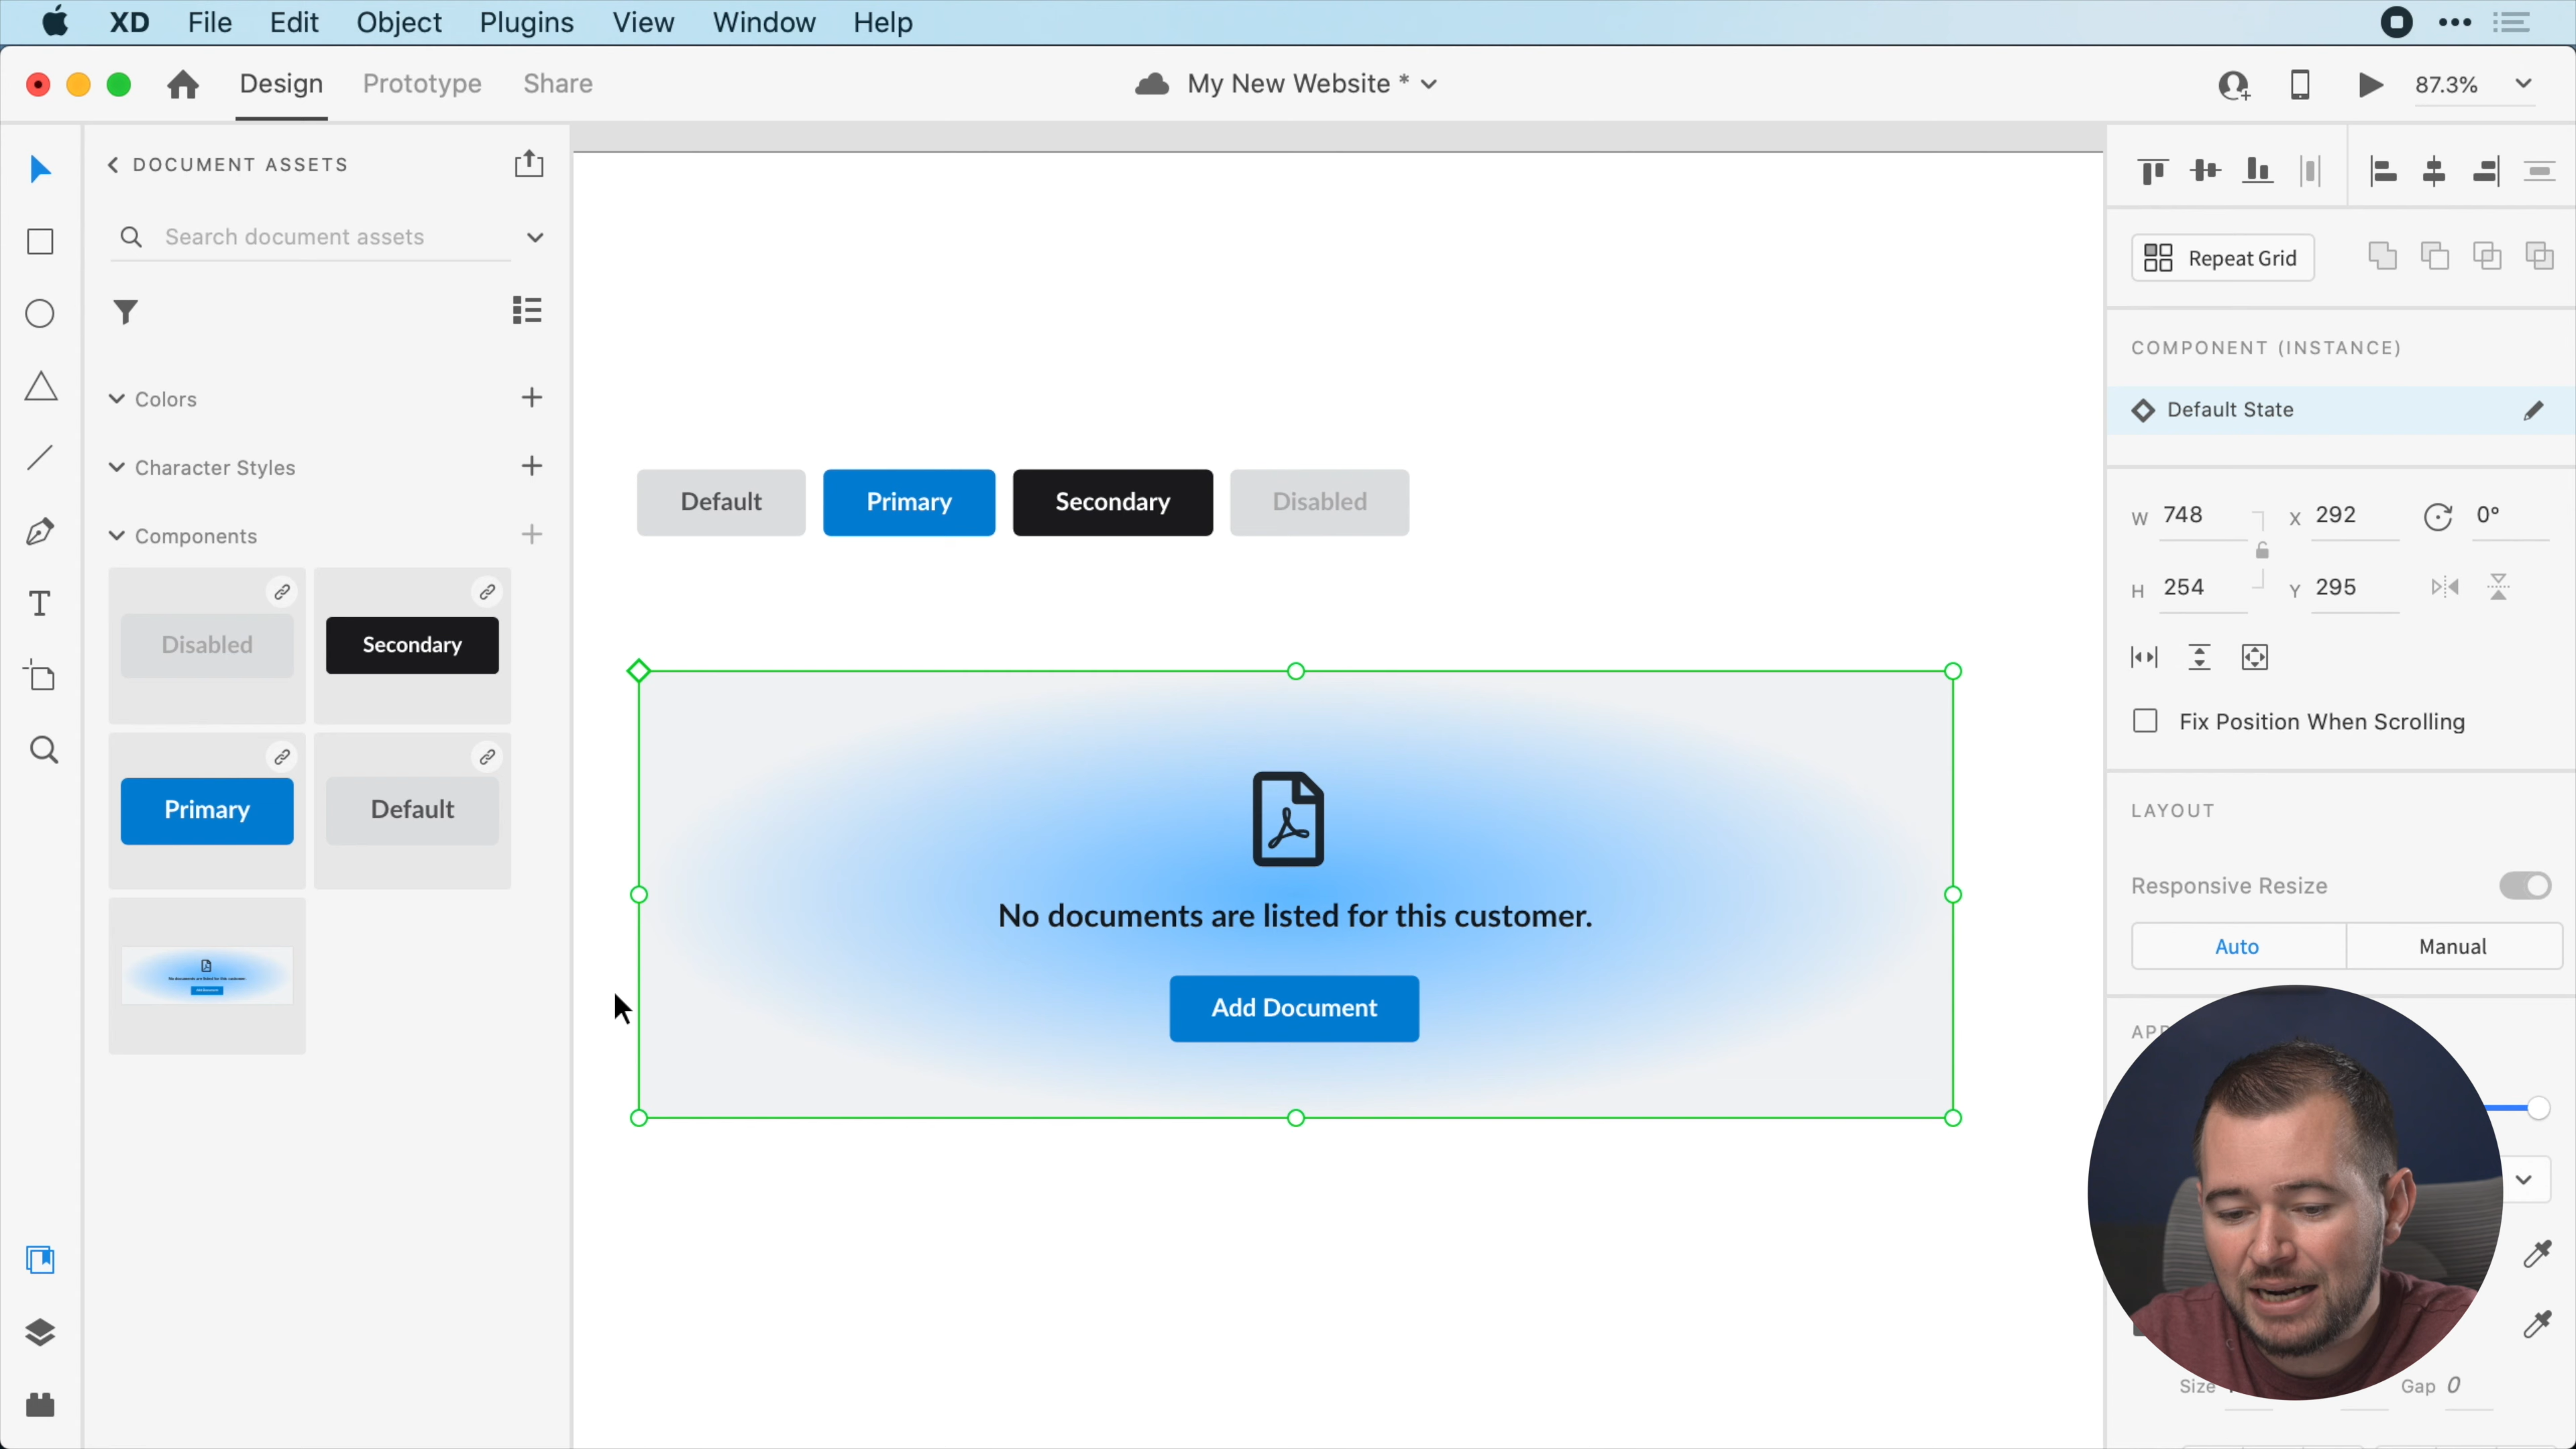 XD File Edit Object Plugins View Window Help
Design Prototype Share
My New Website *
87.3%
DOCUMENT ASSETS
Search document assets
Colors
Character Styles
Components
Disabled
Secondary
Primary
Default
Default
Primary
Secondary
Disabled
No documents are listed for this customer.
Add Document
Repeat Grid
COMPONENT (INSTANCE)
Default State
W 748 X 292 0°
H 254 Y 295
Fix Position When Scrolling
LAYOUT
Responsive Resize
Auto Manual
Size Gap 0